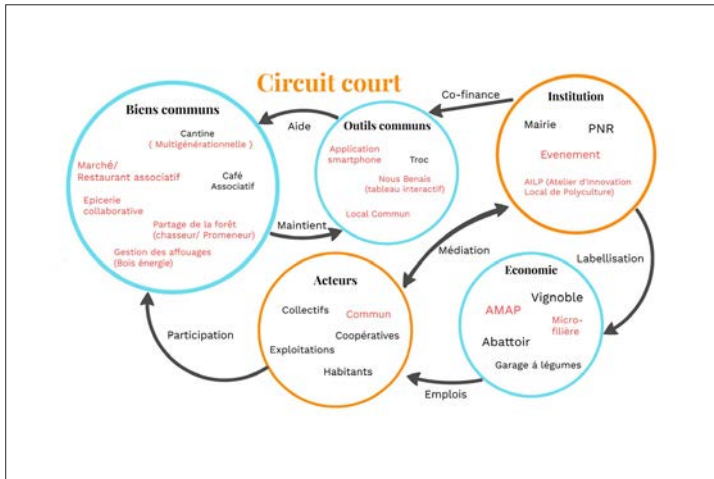 Circuit court
Biens communs
Cantine
( Multigénérationnelle )
Marché/
Restaurant associatif
Café
Associatif
Epicerie
collaborative
Partage de la forêt
(chasseur/ Promeneur)
Gestion des affouages
(Bois énergie)
Aide
Maintient
Outils communs
Application
smartphone
Troc
Nous Benais
(tableau interactif)
Local Commun
Co-finance
Institution
Mairie
PNR
Evenement
AILP (Atelier d'Innovation
Local de Polyculture)
Médiation
Labellisation
Acteurs
Collectifs
Commun
Coopératives
Exploitations
Habitants
Participation
Economie
Vignoble
AMAP
Micro-
filière
Abattoir
Garage à légumes
Emplois